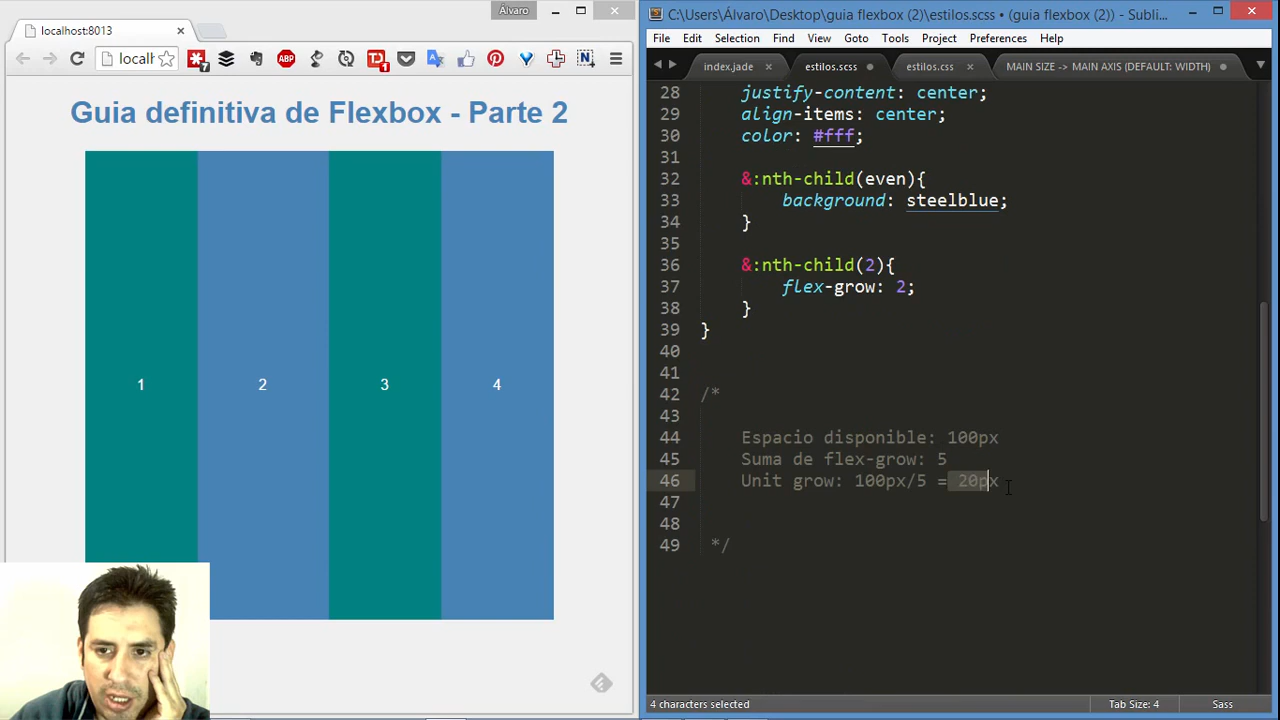 Álvaro
localhost:8013
localh
7
1
Guia definitiva de Flexbox - Parte 2
1
2
3
4
C:\Users\Álvaro\Desktop\guia flexbox (2)\estilos.scss • (guia flexbox (2)) - Subli...
File Edit Selection Find View Goto Tools Project Preferences Help
index.jade estilos.scss estilos.css MAIN SIZE -> MAIN AXIS (DEFAULT: WIDTH)
28 justify-content: center;
29 align-items: center;
30 color: #fff;
31
32 &:nth-child(even){
33 background: steelblue;
34 }
35
36 &:nth-child(2){
37 flex-grow: 2;
38 }
39 }
40
41
42 /*
43
44 Espacio disponible: 100px
45 Suma de flex-grow: 5
46 Unit grow: 100px/5 = 20px
47
48
49 */
4 characters selected
Tab Size: 4
Sass